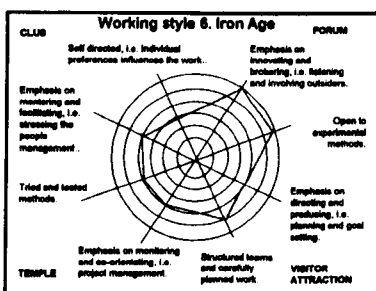 Working style 6. Iron Age
CLUB
FORUM
Self directed, i.e. Individual
preferences influences the work.
Emphasis on
innovating and
brokering, i.e. listening
and involving outsiders.
Emphasis on
mentoring and
facilitating, i.e.
stressing the
people
management.
Open to
experimental
methods.
Tried and tested
methods.
Emphasis on
directing and
producing, i.e.
planning and goal
setting.
Emphasis on monitoring
and co-orientating, i.e.
project management.
Structured teams
and carefully
planned work.
TEMPLE
VISITOR
ATTRACTION